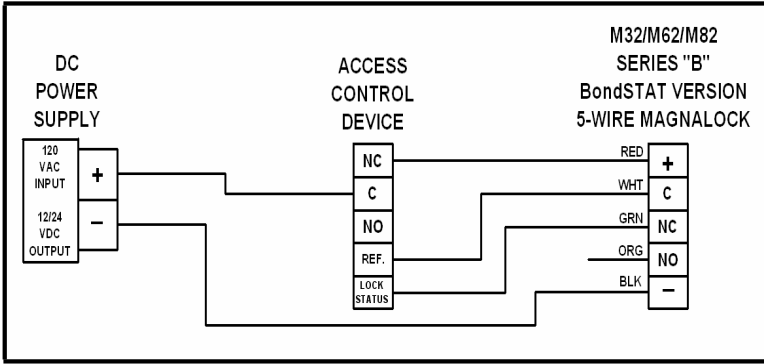 DC
POWER
SUPPLY
120
VAC
INPUT
12/24
VDC
OUTPUT
+
−
ACCESS
CONTROL
DEVICE
NC
C
NO
REF.
LOCK
STATUS
M32/M62/M82
SERIES "B"
BondSTAT VERSION
5-WIRE MAGNALOCK
RED +
WHT C
GRN NC
ORG NO
BLK −